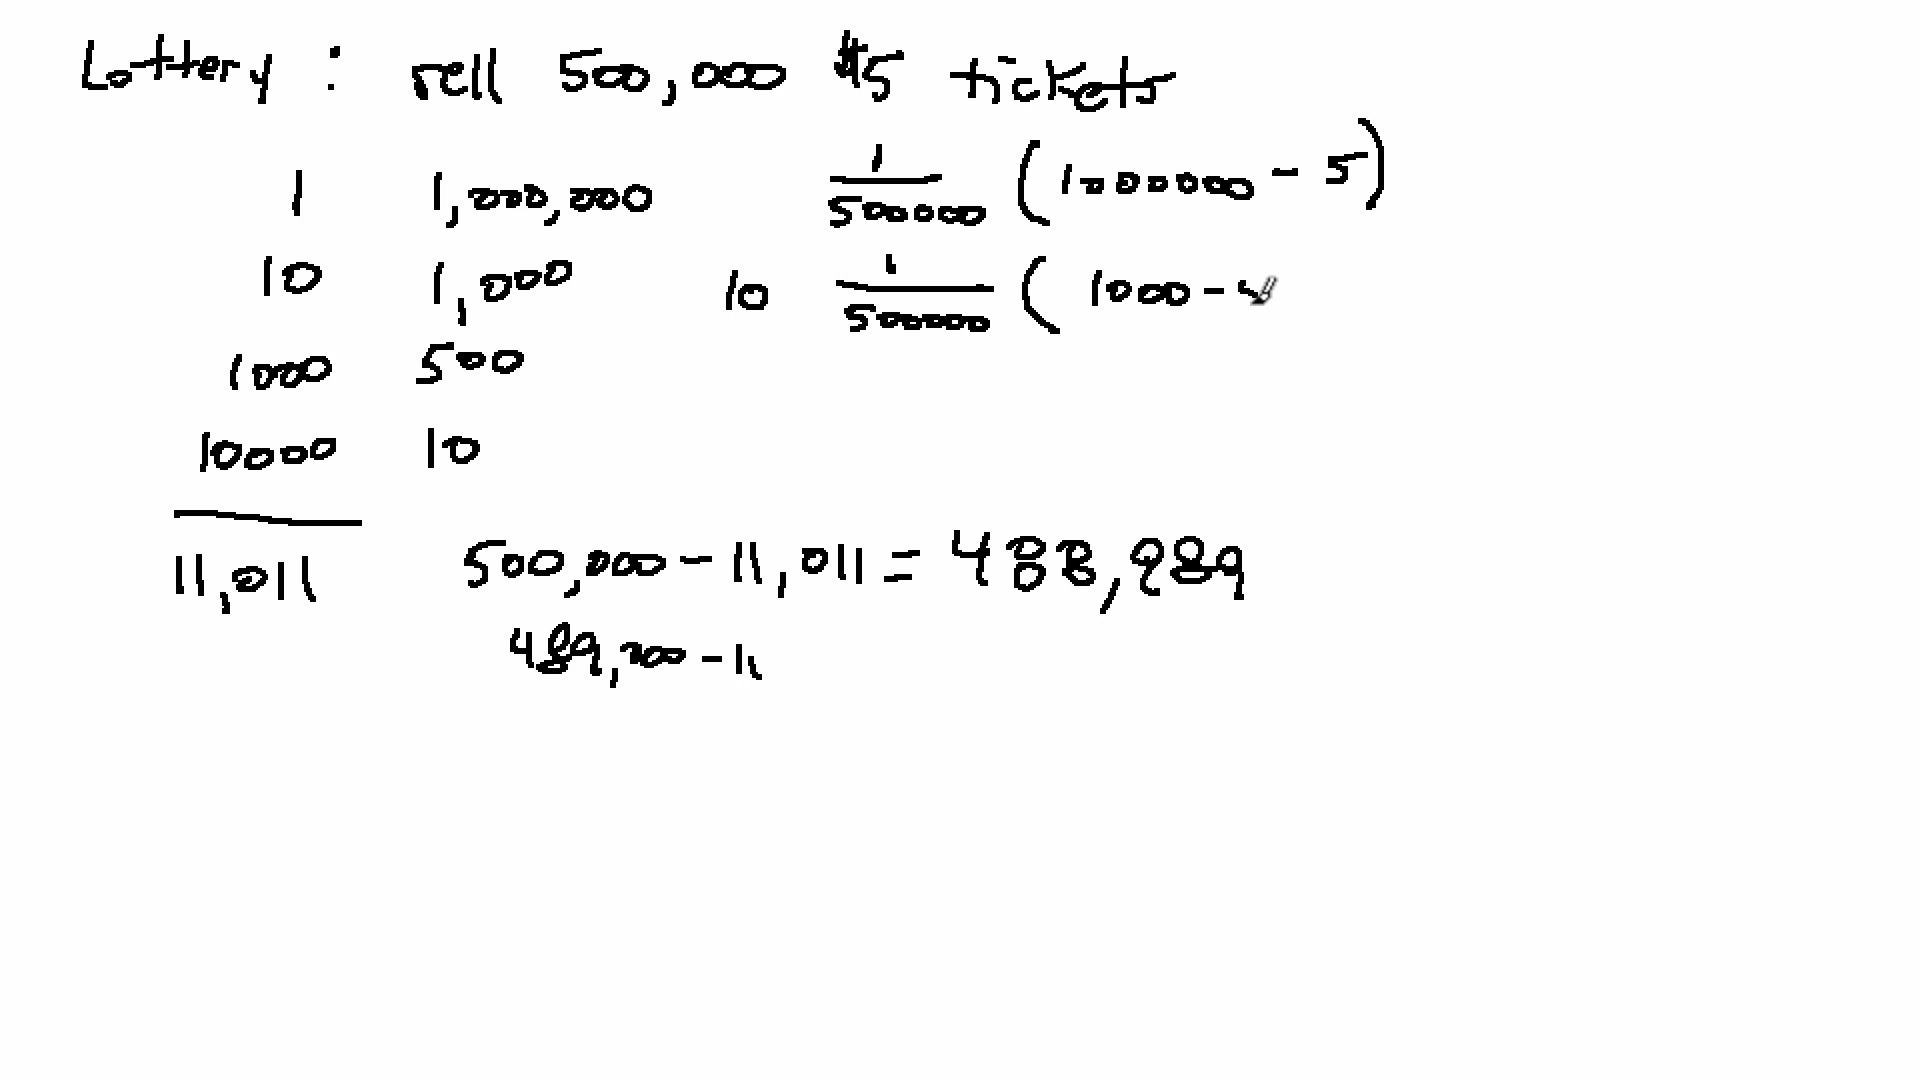 Lottery : sell 500,000 $5 tickets
1 1,000,000 1/500000 (1000000 - 5)
10 1,000 10 1/500000 ( 1000 -
1000 500
10000 10
11,011 500,000 - 11,011 = 488,989
489,000 - 11